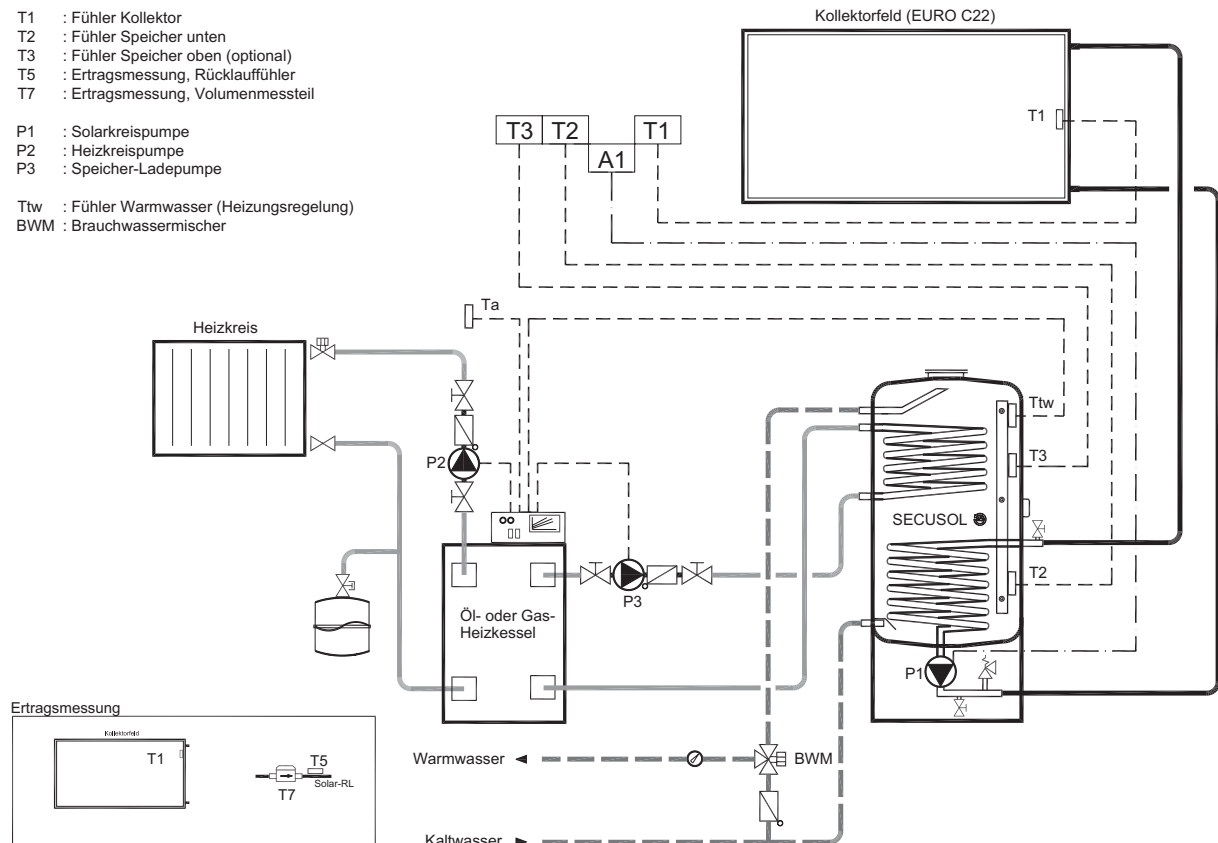 T1 : Fühler Kollektor
T2 : Fühler Speicher unten
T3 : Fühler Speicher oben (optional)
T5 : Ertragsmessung, Rücklauffühler
T7 : Ertragsmessung, Volumenmessteil
P1 : Solarkreispumpe
P2 : Heizkreispumpe
P3 : Speicher-Ladepumpe
Ttw : Fühler Warmwasser (Heizungsregelung)
BWM : Brauchwassermischer
Kollektorfeld (EURO C22)
T1
T3 T2 T1
A1
Ta
Heizkreis
P2
Ttw
T3
SECUSOL
T2
P3
Öl- oder Gas-
Heizkessel
P1
Ertragsmessung
Kollektorfeld
T1
T5
Solar-RL
T7
Warmwasser
BWM
Kaltwasser